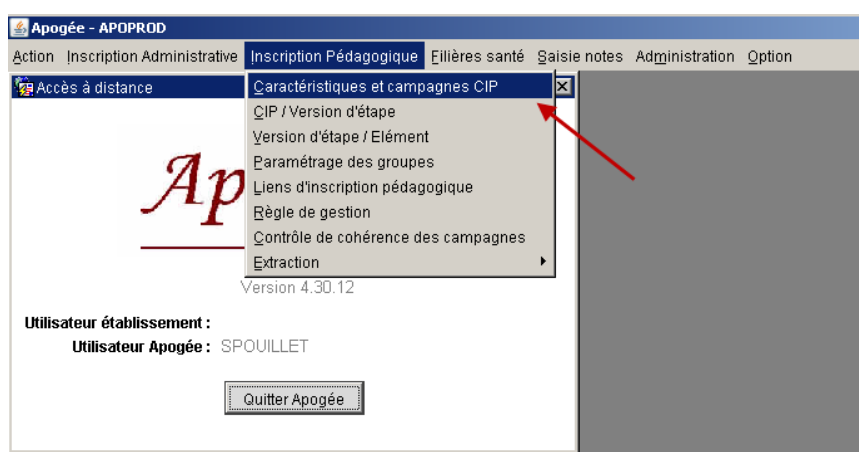 Apogée - APOPROD
Action Inscription Administrative Inscription Pédagogique Filières santé Saisie notes Administration Option
Accès à distance
Caractéristiques et campagnes CIP
CIP / Version d'étape
Version d'étape / Elément
Paramétrage des groupes
Liens d'inscription pédagogique
Règle de gestion
Contrôle de cohérence des campagnes
Extraction
Ap
Version 4.30.12
Utilisateur établissement :
Utilisateur Apogée : SPOUILLET
Quitter Apogée